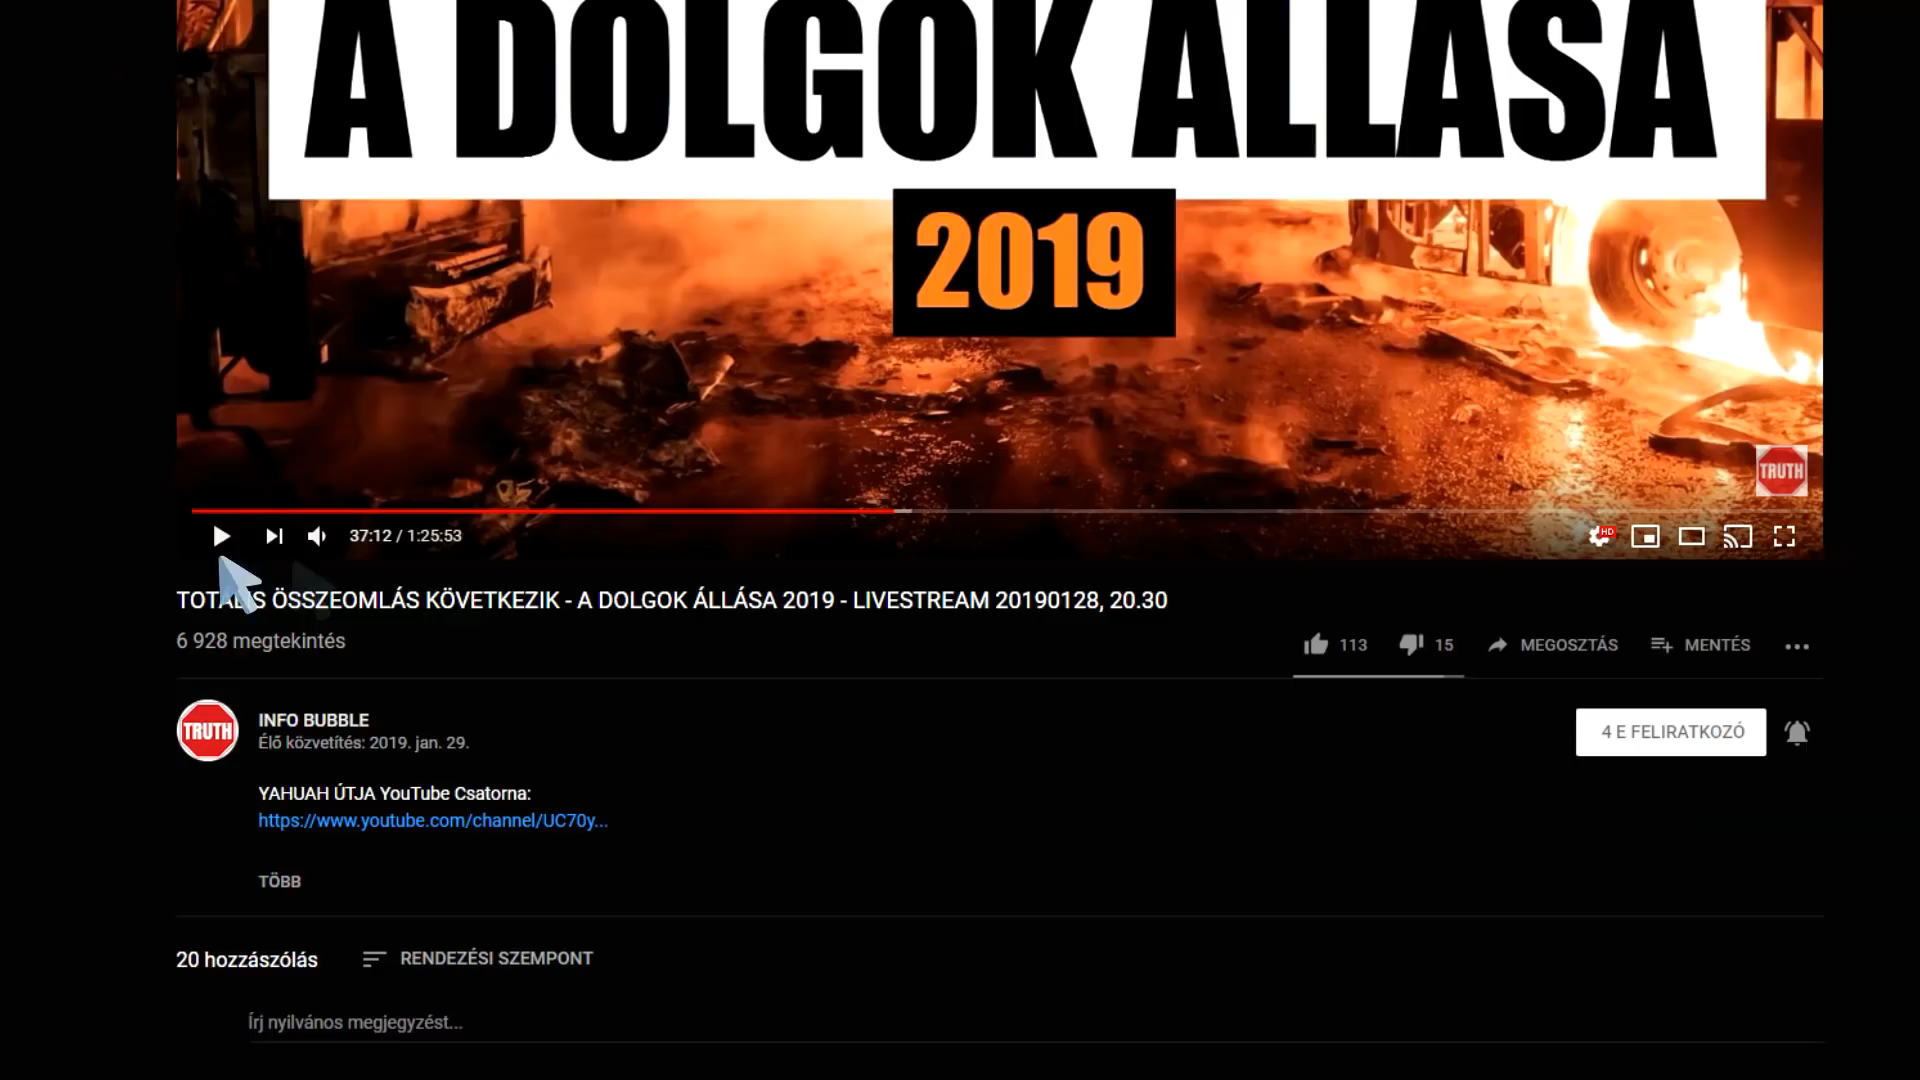 A DOLGOK ÁLLÁSA
2019
TRUTH
37:12 / 1:25:53
HD
TOTÁLIS ÖSSZEOMLÁS KÖVETKEZIK - A DOLGOK ÁLLÁSA 2019 - LIVESTREAM 20190128, 20.30
6 928 megtekintés
113
15
MEGOSZTÁS
MENTÉS
TRUTH
INFO BUBBLE
Élő közvetítés: 2019. jan. 29.
4 E FELIRATKOZÓ
YAHUAH ÚTJA YouTube Csatorna:
https://www.youtube.com/channel/UC70y...
TÖBB
20 hozzászólás
RENDEZÉSI SZEMPONT
Írj nyilvános megjegyzést...